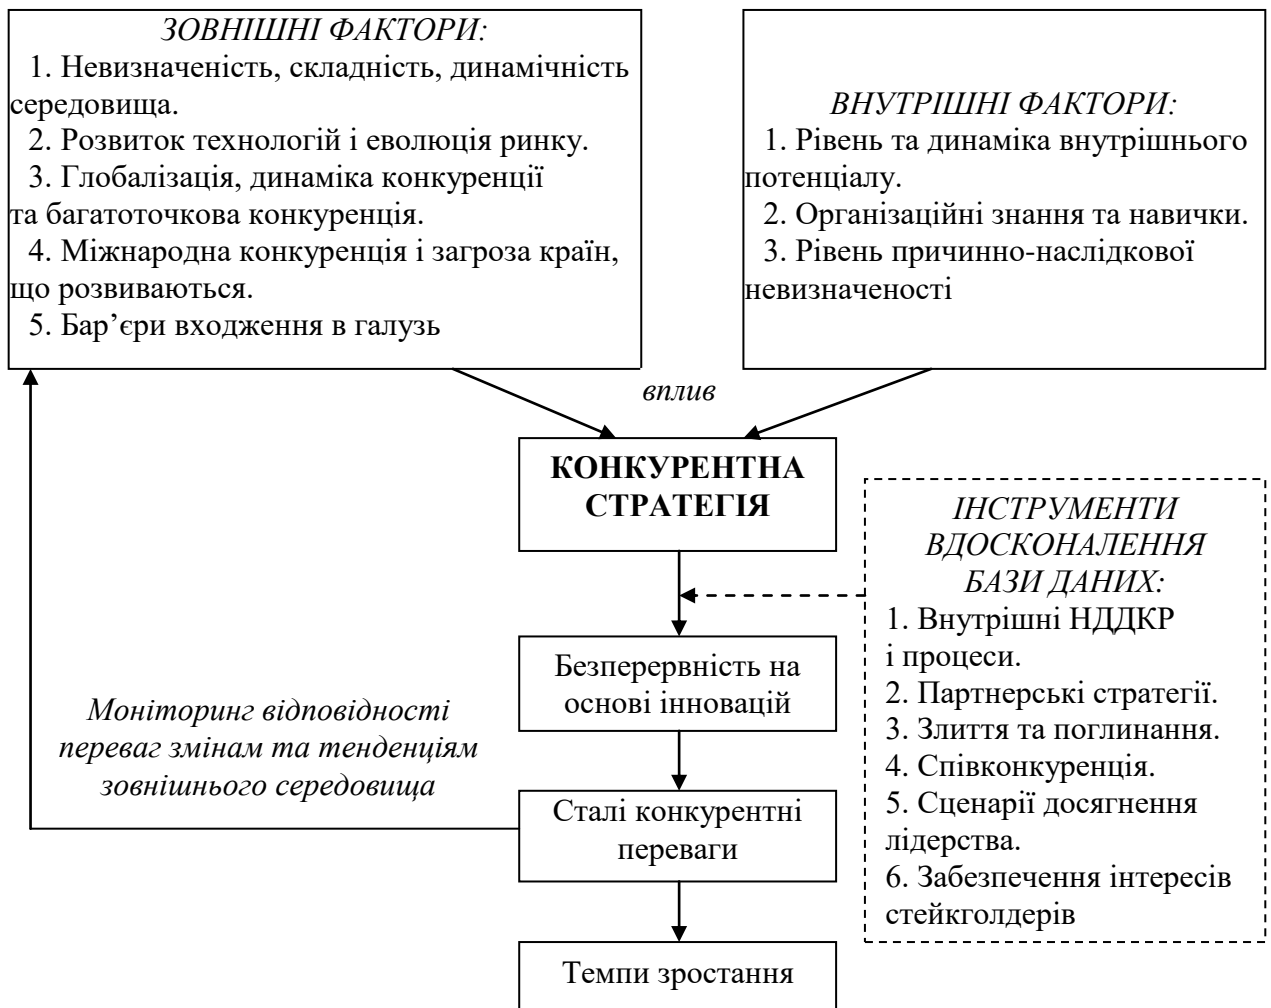 ЗОВНІШНІ ФАКТОРИ:
1. Невизначеність, складність, динамічність
середовища.
2. Розвиток технологій і еволюція ринку.
3. Глобалізація, динаміка конкуренції
та багатоточкова конкуренція.
4. Міжнародна конкуренція і загроза країн,
що розвиваються.
5. Бар’єри входження в галузь
ВНУТРІШНІ ФАКТОРИ:
1. Рівень та динаміка внутрішнього
потенціалу.
2. Організаційні знання та навички.
3. Рівень причинно-наслідкової
невизначеності
вплив
КОНКУРЕНТНА
СТРАТЕГІЯ
ІНСТРУМЕНТИ
ВДОСКОНАЛЕННЯ
БАЗИ ДАНИХ:
1. Внутрішні НДДКР
і процеси.
2. Партнерські стратегії.
3. Злиття та поглинання.
4. Співконкуренція.
5. Сценарії досягнення
лідерства.
6. Забезпечення інтересів
стейкголдерів
Безперервність на
основі інновацій
Моніторинг відповідності
переваг змінам та тенденціям
зовнішнього середовища
Сталі конкурентні
переваги
Темпи зростання